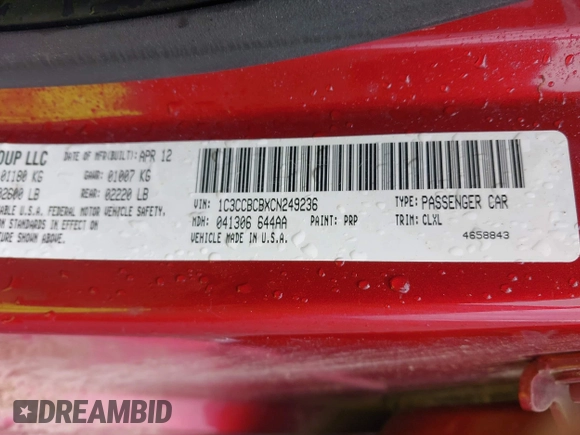 OUP LLC DATE OF MFR(BUILT): APR 12
01180 KG GAWR: 01007 KG
02600 LB REAR: 02220 LB
ABLE U.S.A. FEDERAL MOTOR VEHICLE SAFETY,
ON STANDARDS IN EFFECT ON
TURE SHOWN ABOVE.
VIN: 1C3CCBCBXCN249236 TYPE: PASSENGER CAR
MDH: 041306 644AA PAINT: PRP TRIM: CLXL
VEHICLE MADE IN U.S.A. 4658843
DREAMBID